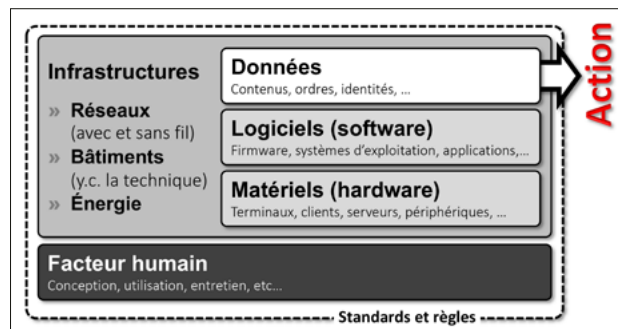 Infrastructures
» Réseaux
(avec et sans fil)
» Bâtiments
(y.c. la technique)
» Énergie
Données
Contenus, ordres, identités, ...
Logiciels (software)
Firmware, systèmes d'exploitation, applications,...
Matériels (hardware)
Terminaux, clients, serveurs, périphériques, ...
Action
Facteur humain
Conception, utilisation, entretien, etc...
Standards et règles